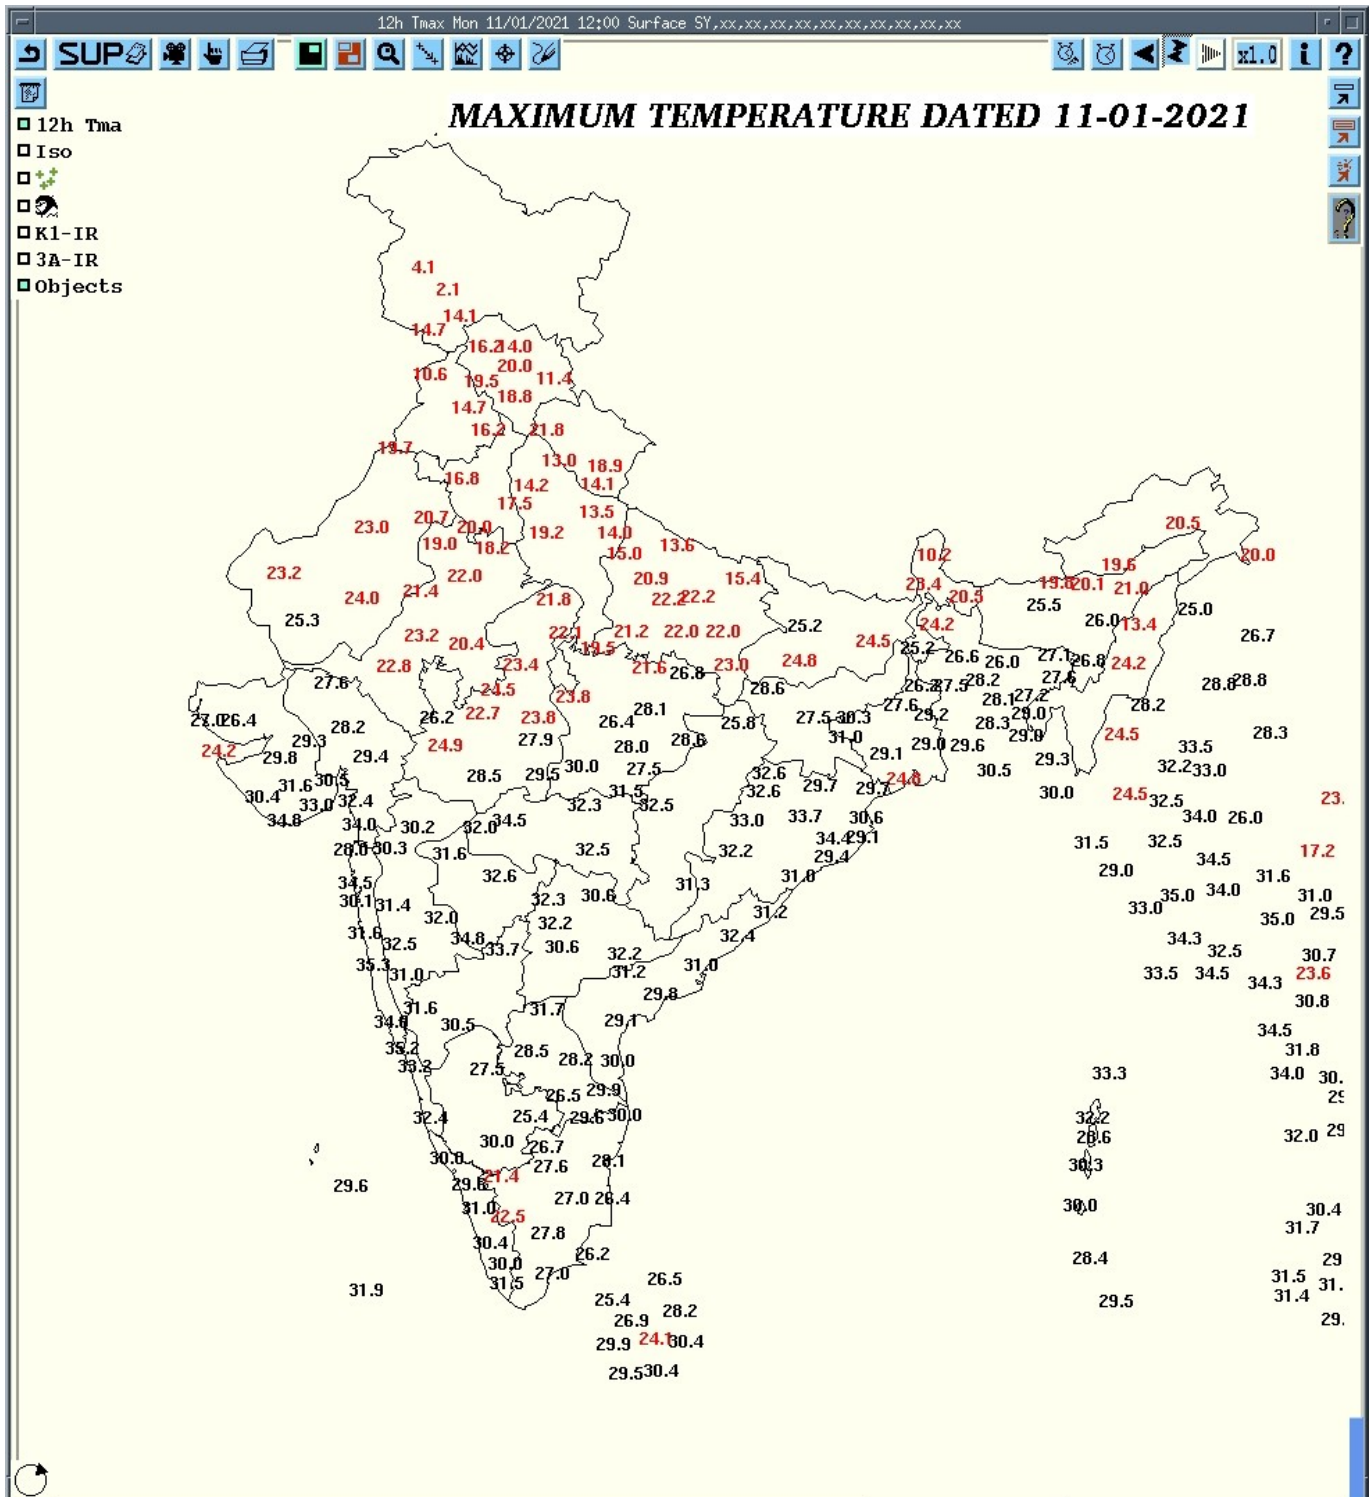 12h Tmax Mon 11/01/2021 12:00 Surface SY,xx,xx,xx,xx,xx,xx,xx,xx,xx,xx
SUP x1.0 i ?
MAXIMUM TEMPERATURE DATED 11-01-2021
12h Tma
Iso
K1-IR
3A-IR
Objects
4.1
2.1
14.1
14.7
16.2 14.0
20.0
10.6 19.5 11.4
18.8
14.7
16.2 21.8
19.7
13.0
18.9
16.8
14.2 14.1
17.5
13.5
20.7
23.0 20.0 20.5
19.2 14.0
19.0 18.2 13.6
15.0 10.2 20.0
19.6
23.2 22.0 20.9 15.4
23.4 19.8 20.1 21.0
21.4
24.0 21.8 22.2 22.2 20.5
25.5 25.0
25.3 26.0
25.2 24.2 13.4
23.2 22.1 21.2 22.0 22.0 26.7
20.4 19.5 24.5
25.2
26.6 27.1
22.8 23.4 21.6 23.0 24.8 26.0 26.8 24.2
26.8
27.6 28.2 27.6 28.8
24.5 28.6 27.5 28.8
23.8 28.1 27.2
27.6 28.2
22.7 28.1
27.0 26.4 26.2 23.8 27.5 30.3 29.2 29.0
28.2 26.4 25.8 28.3
29.3 27.9 28.6 31.0 24.5 28.3
24.2 24.9 28.0 29.0 29.6 33.5
29.8 29.4 29.1 29.3
30.0 27.5 32.2 33.0
28.5 29.5 32.6 30.5
31.6 30.5 24.8
31.5 32.6 29.7 29.7 30.0 24.5
30.4 33.0 32.4 32.3 32.5 32.5 23.
34.8 34.5 33.0 33.7 30.6 34.0 26.0
34.0 30.2 32.0
34.4 29.1 31.5 32.5
30.3 31.6 32.5 32.2 29.4 34.5 17.2
32.6 31.3 31.0 29.0 31.6
34.5 34.0
30.1 31.4 32.3 30.6 35.0 31.0
32.0 32.2 31.2 33.0 35.0 29.5
31.6 34.8 32.4 34.3
32.5 33.7 30.6 32.2 32.5 30.7
35.3 31.0 31.2 31.0 33.5 34.5 23.6
34.3
31.6 31.7 29.8 30.8
30.5 29.1
34.5
35.2 28.5 31.8
33.2 27.5 28.2 30.0
33.3 34.0 30.
26.5 29.9
32.4 25.4 29.6 30.0 32.2
30.0 26.7 28.6 32.0 29
30.0 27.6 28.1 30.3
21.4
29.6
27.0 26.4
31.0 22.5 30.0 30.4
30.4 27.8 31.7
30.0 26.2 28.4 29
31.5 27.0 26.5 31.5
31.9 31.
25.4 28.2 29.5 31.4
26.9 29.
29.9 24.1 30.4
29.5 30.4